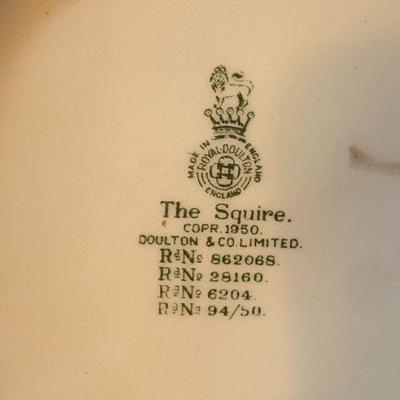 MADE IN ENGLAND
ROYAL·DOULTON
ENGLAND
The Squire.
COPR. 1950.
DOULTON & CO. LIMITED.
Rd No 862068.
Rd No 28160.
Rd No 6204.
Rd No 94/50.